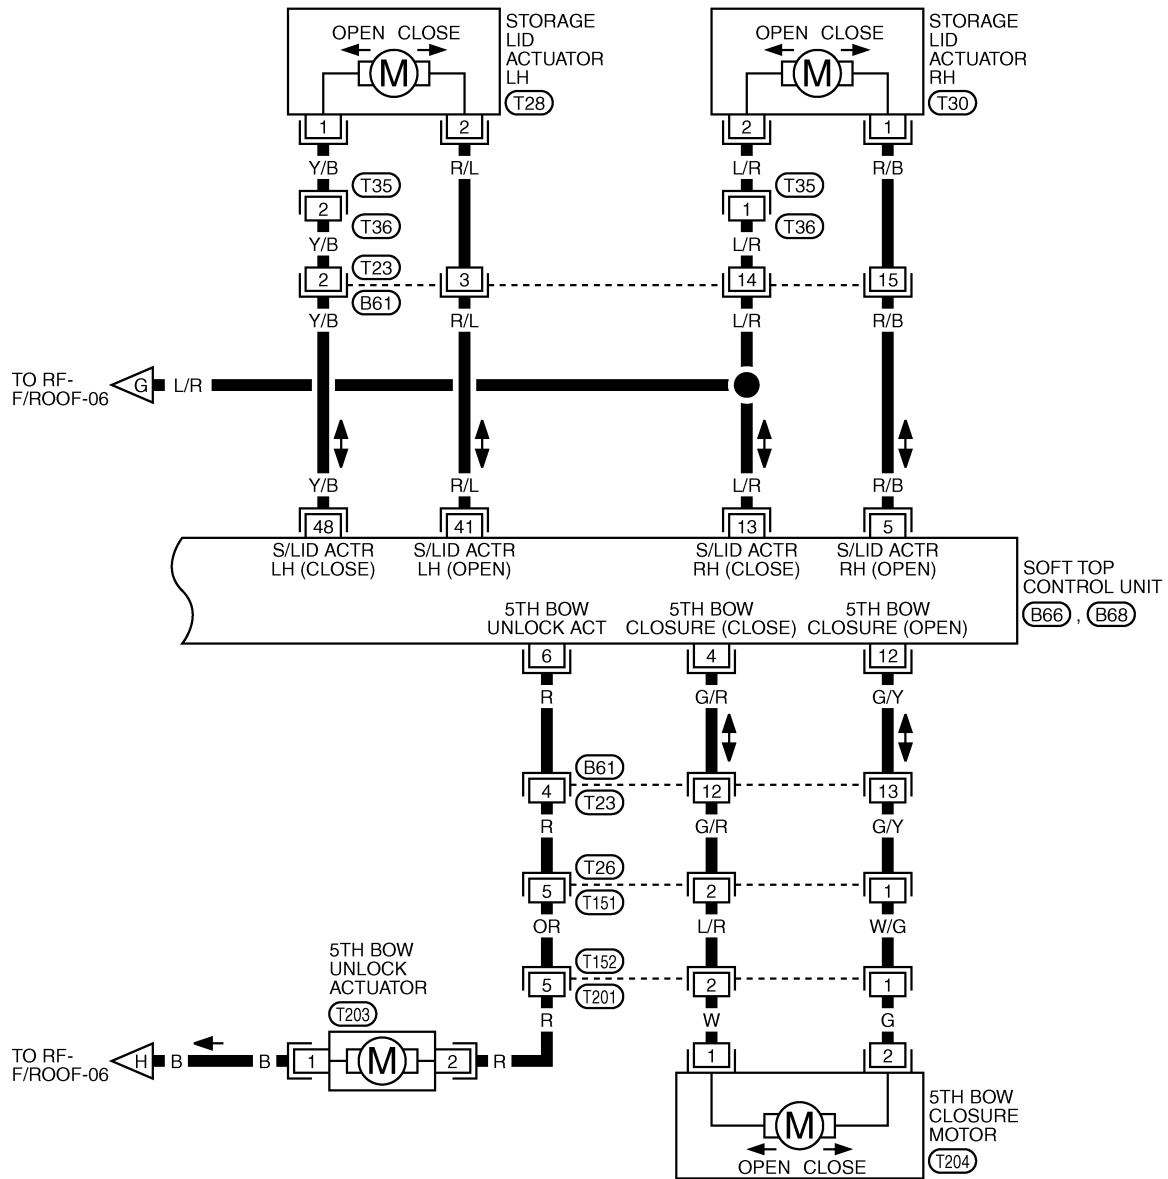 STORAGE
LID
ACTUATOR
LH
T28
OPEN CLOSE
M
1 2
STORAGE
LID
ACTUATOR
RH
T30
OPEN CLOSE
M
2 1
Y/B R/L L/R R/B
T35 T35
2 1
T36 T36
Y/B L/R
T23
2 3 14 15
B61
Y/B R/L L/R R/B
TO RF-
F/ROOF-06
G L/R
Y/B R/L L/R R/B
48 41 13 5
S/LID ACTR
LH (CLOSE)
S/LID ACTR
LH (OPEN)
S/LID ACTR
RH (CLOSE)
S/LID ACTR
RH (OPEN)
SOFT TOP
CONTROL UNIT
B66 , B68
5TH BOW
UNLOCK ACT
5TH BOW
CLOSURE (CLOSE)
5TH BOW
CLOSURE (OPEN)
6 4 12
R G/R G/Y
B61
4 12 13
T23
R G/R G/Y
T26
5 2 1
T151
OR L/R W/G
T152
5 2 1
T201
R W G
5TH BOW
UNLOCK
ACTUATOR
T203
TO RF-
F/ROOF-06
H B B 1 M 2 R
1 2
M
OPEN CLOSE
5TH BOW
CLOSURE
MOTOR
T204